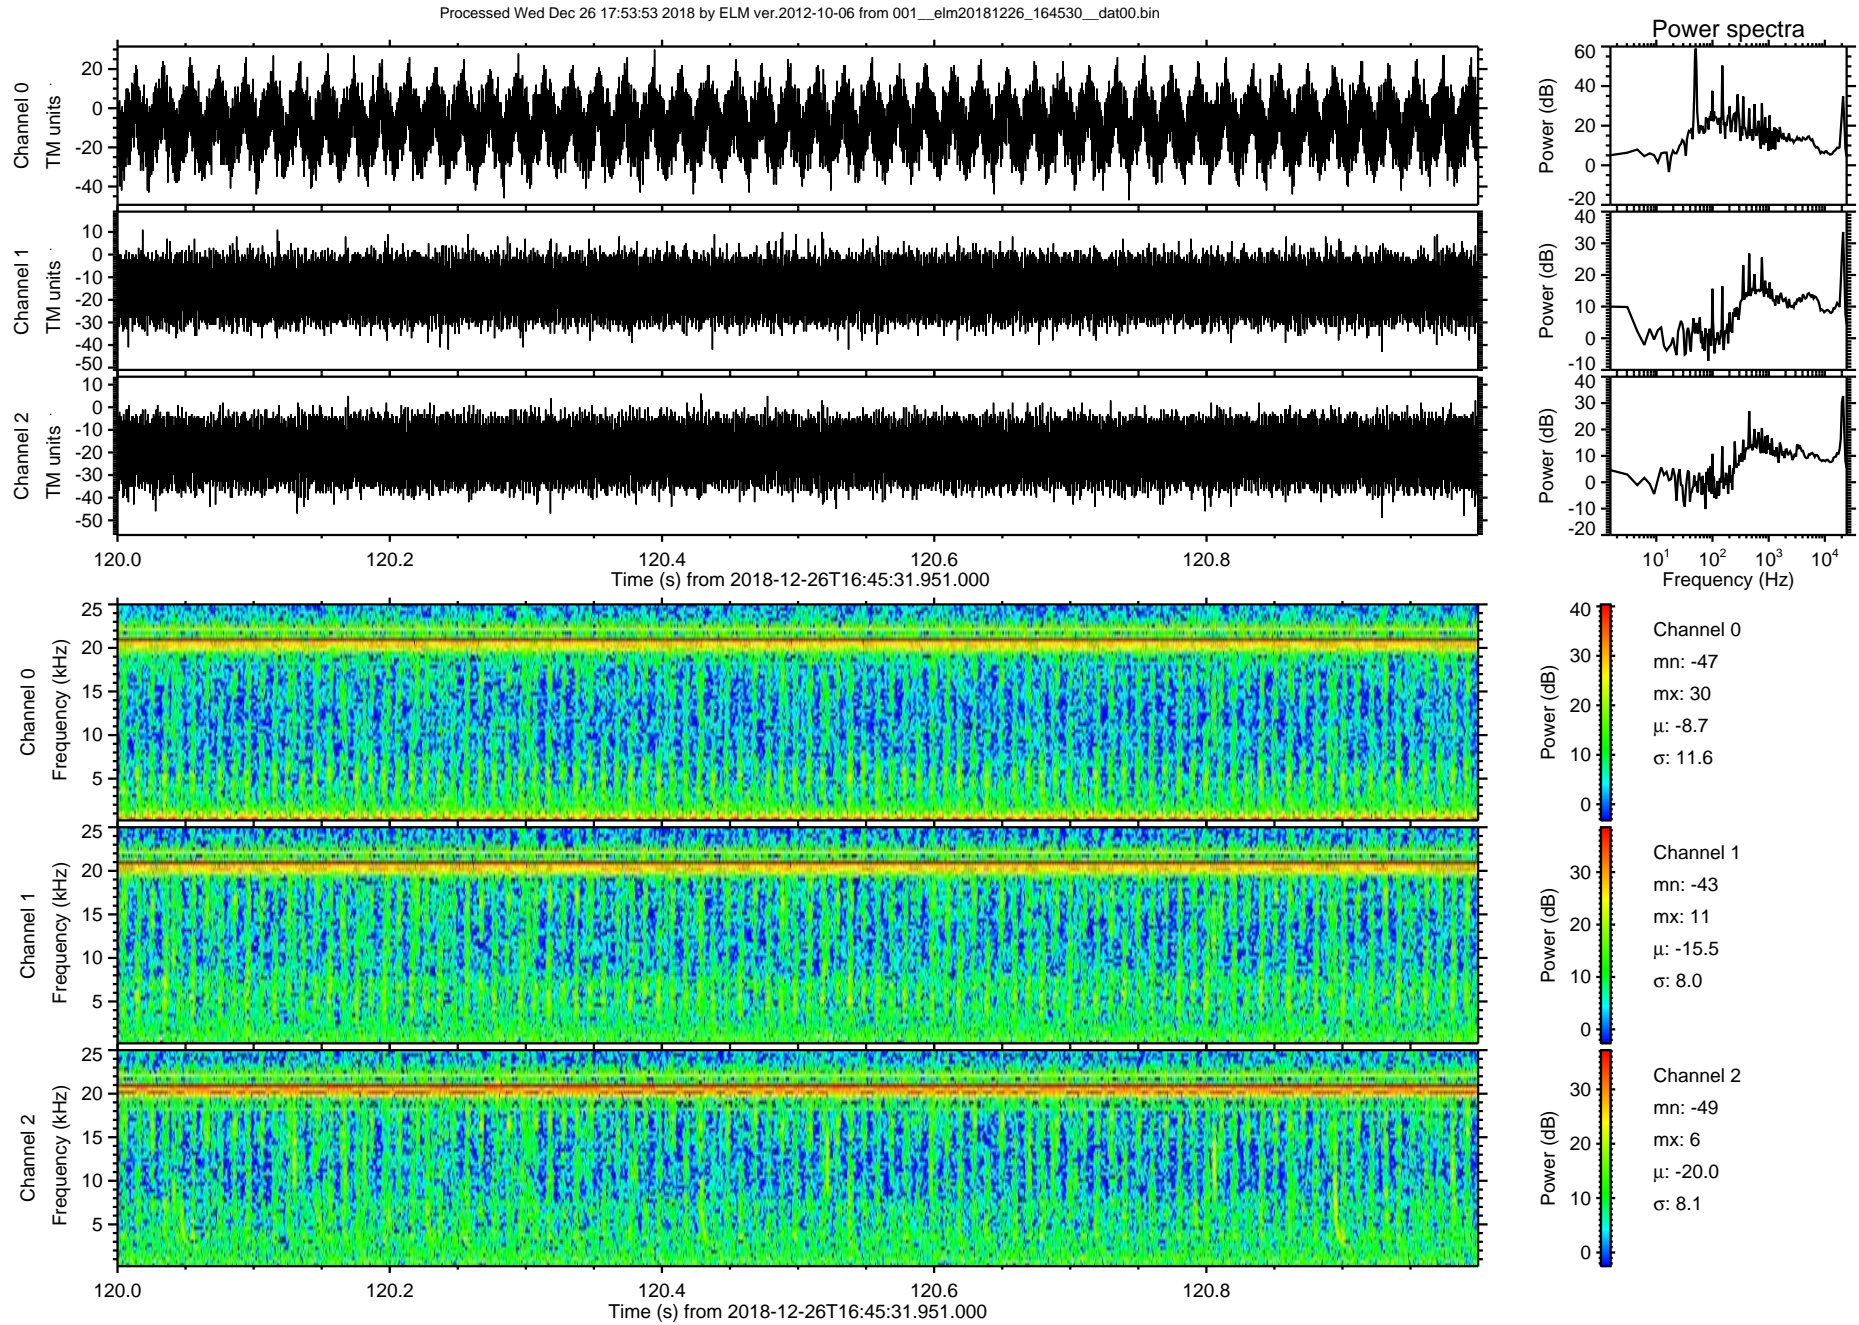 Processed Wed Dec 26 17:53:53 2018 by ELM ver.2012-10-06 from 001__elm20181226_164530__dat00.bin
Power spectra
Channel 0
TM units
20
0
-20
-40
Power (dB)
60
40
20
0
-20
Channel 1
TM units
10
0
-10
-20
-30
-40
-50
Power (dB)
40
30
20
10
0
-10
Channel 2
TM units
10
0
-10
-20
-30
-40
-50
Power (dB)
40
30
20
10
0
-10
-20
120.0 120.2 120.4 120.6 120.8
Time (s) from 2018-12-26T16:45:31.951.000
10^1 10^2 10^3 10^4
Frequency (Hz)
Channel 0
Frequency (kHz)
25
20
15
10
5
Power (dB)
40
30
20
10
0
Channel 0
mn: -47
mx: 30
µ: -8.7
σ: 11.6
Channel 1
Frequency (kHz)
25
20
15
10
5
Power (dB)
30
20
10
0
Channel 1
mn: -43
mx: 11
µ: -15.5
σ: 8.0
Channel 2
Frequency (kHz)
25
20
15
10
5
Power (dB)
30
20
10
0
Channel 2
mn: -49
mx: 6
µ: -20.0
σ: 8.1
120.0 120.2 120.4 120.6 120.8
Time (s) from 2018-12-26T16:45:31.951.000